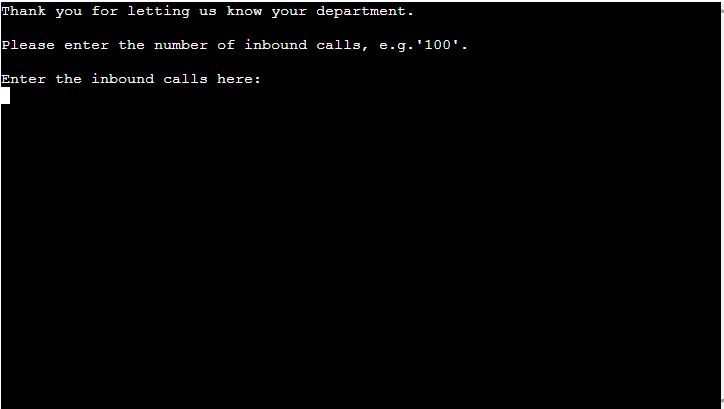 Thank you for letting us know your department.
Please enter the number of inbound calls, e.g.'100'.
Enter the inbound calls here: